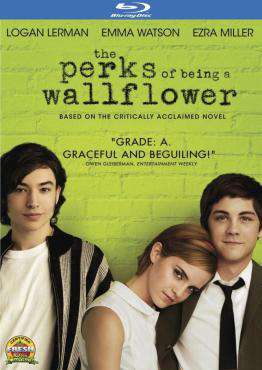 Blu-ray Disc
LOGAN LERMAN EMMA WATSON EZRA MILLER
the
perks of being a
wallflower
BASED ON THE CRITICALLY ACCLAIMED NOVEL
"GRADE: A.
GRACEFUL AND BEGUILING!"
-OWEN GLEIBERMAN, ENTERTAINMENT WEEKLY
FRESH